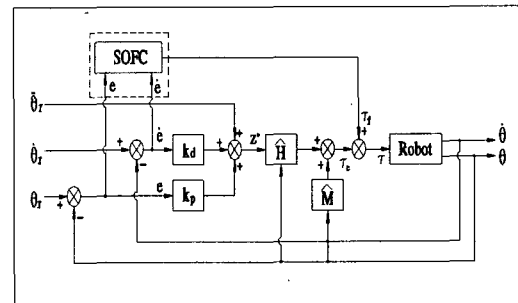 SOFC
e ė
θ̈r
τf
θ̇r + ė kd + + + z* Ĥ + + τc + τ Robot θ̇
-
θ
θr + e kp
-
M̂